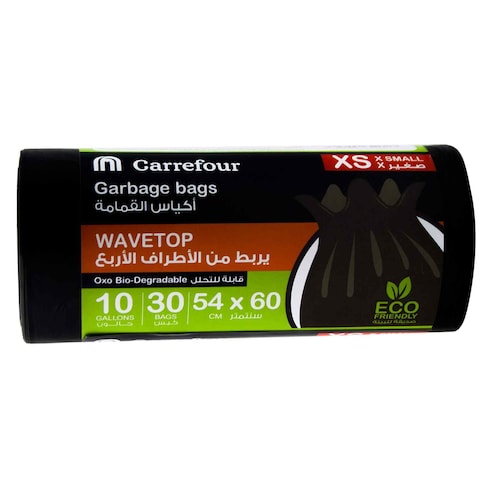 Carrefour
XS X SMALL
X صغير
Garbage bags
أكياس القمامة
WAVETOP
يربط من الأطراف الأربع
Oxo Bio-Degradable قابلة للتحلل
10 GALLONS جالون
30 BAGS كيس
54 x 60 CM سنتمتر
ECO
FRIENDLY
صديقة للبيئة